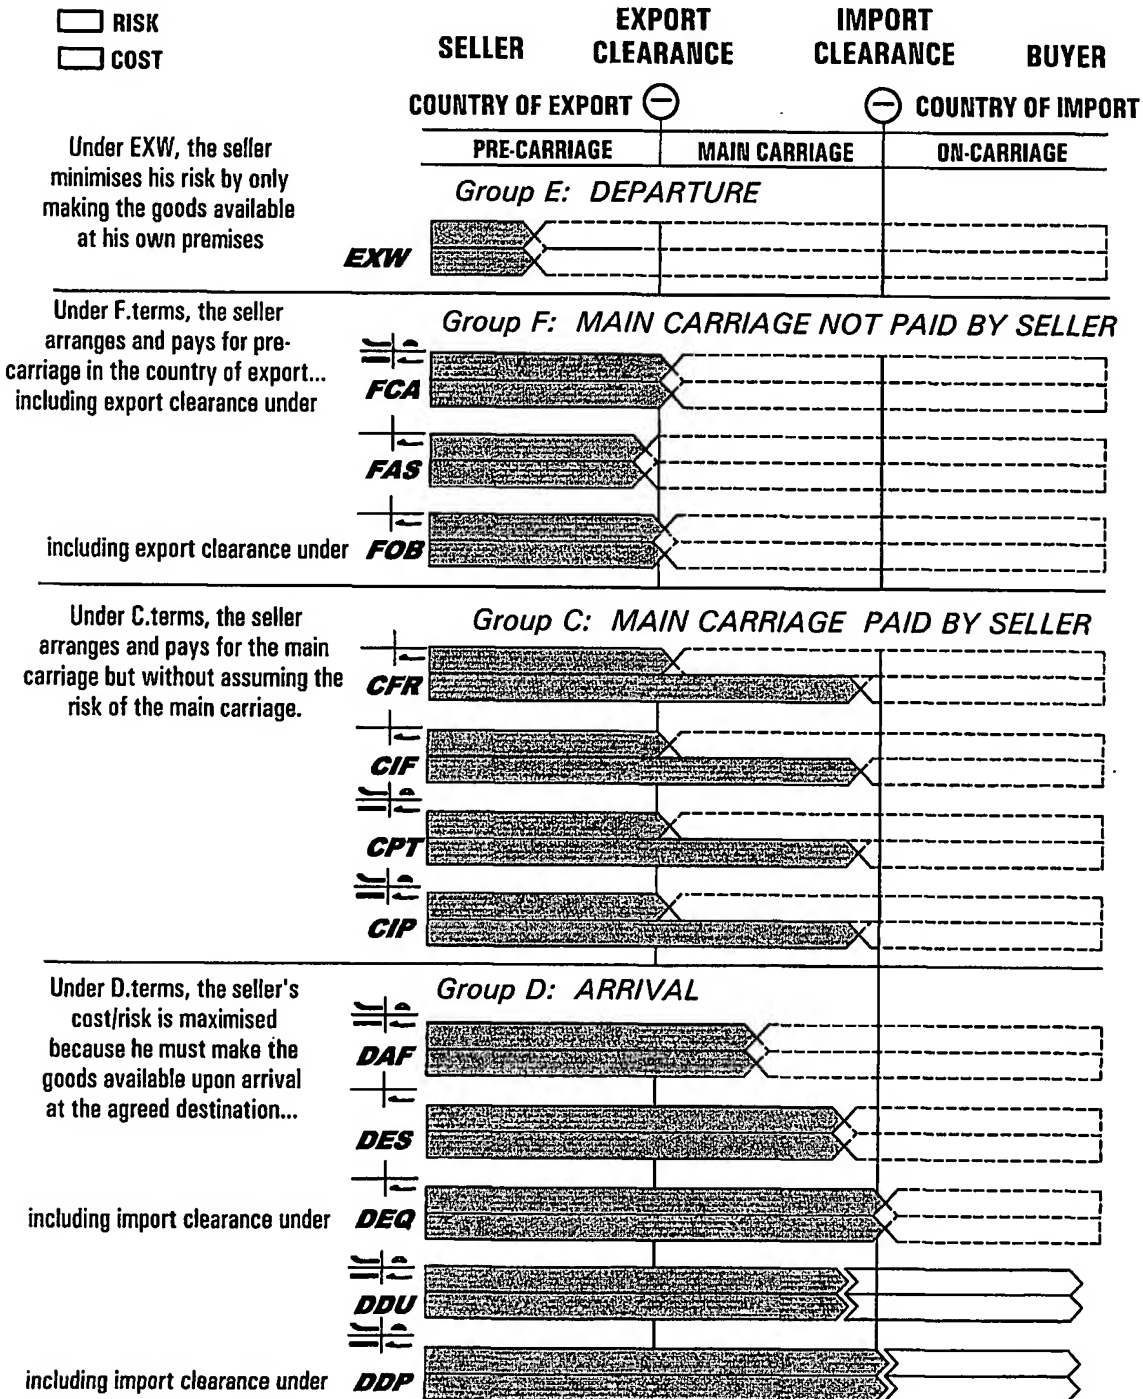 RISK
COST
SELLER
EXPORT
CLEARANCE
IMPORT
CLEARANCE
BUYER
COUNTRY OF EXPORT
COUNTRY OF IMPORT
PRE-CARRIAGE
MAIN CARRIAGE
ON-CARRIAGE
Under EXW, the seller
minimises his risk by only
making the goods available
at his own premises
Group E: DEPARTURE
EXW
Under F.terms, the seller
arranges and pays for pre-
carriage in the country of export...
including export clearance under
Group F: MAIN CARRIAGE NOT PAID BY SELLER
FCA
FAS
including export clearance under
FOB
Under C.terms, the seller
arranges and pays for the main
carriage but without assuming the
risk of the main carriage.
Group C: MAIN CARRIAGE PAID BY SELLER
CFR
CIF
CPT
CIP
Under D.terms, the seller's
cost/risk is maximised
because he must make the
goods available upon arrival
at the agreed destination...
Group D: ARRIVAL
DAF
DES
including import clearance under
DEQ
DDU
including import clearance under
DDP